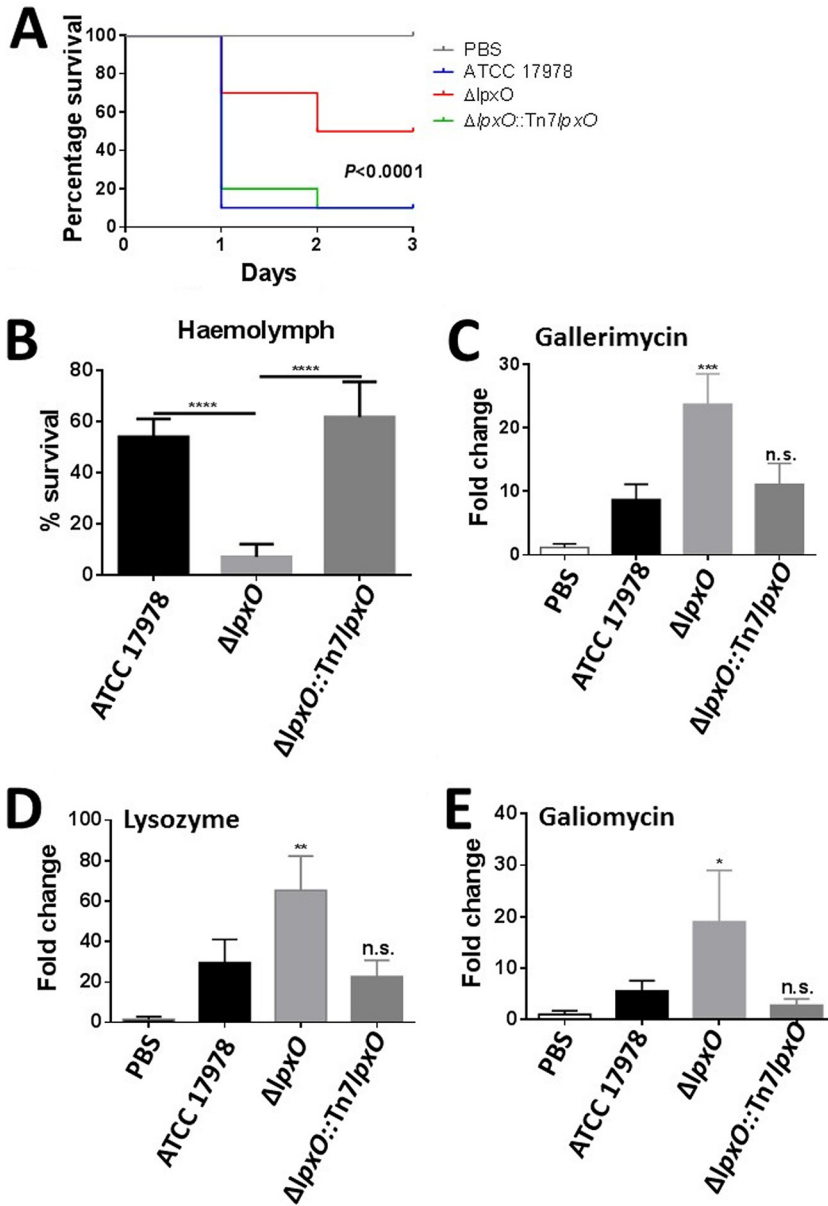 A
Percentage survival
100
80
60
40
20
0
0 1 2 3
Days
PBS
ATCC 17978
ΔlpxO
ΔlpxO::Tn7lpxO
P<0.0001
B
Haemolymph
% survival
80
60
40
20
0
**** ****
ATCC 17978
ΔlpxO
ΔlpxO::Tn7lpxO
C
Gallerimycin
Fold change
30
20
10
0
***
n.s.
PBS
ATCC 17978
ΔlpxO
ΔlpxO::Tn7lpxO
D
Lysozyme
Fold change
100
80
60
40
20
0
**
n.s.
PBS
ATCC 17978
ΔlpxO
ΔlpxO::Tn7lpxO
E
Galiomycin
Fold change
40
30
20
10
0
*
n.s.
PBS
ATCC 17978
ΔlpxO
ΔlpxO::Tn7lpxO